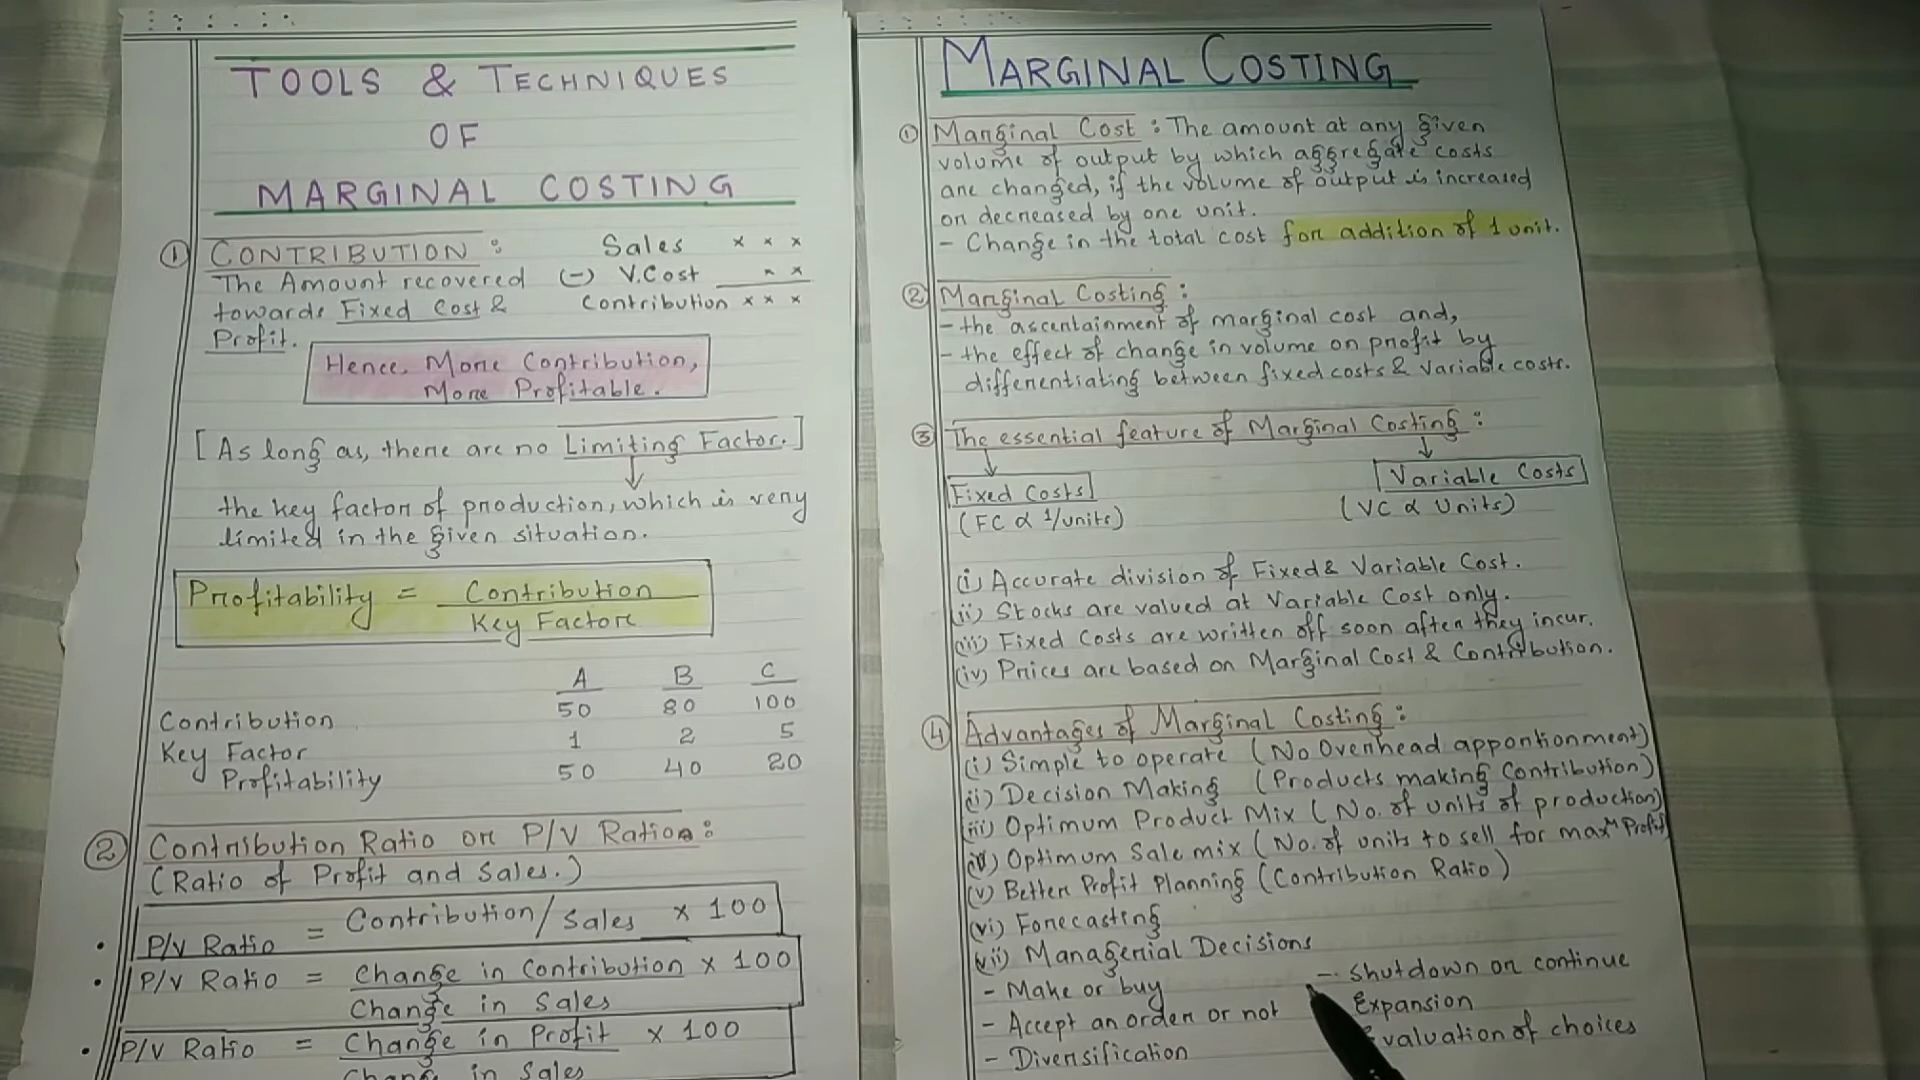 TOOLS & TECHNIQUES
OF
MARGINAL COSTING
① CONTRIBUTION :
The Amount recovered
towards Fixed Cost &
Profit.
Sales x x x
(-) V.Cost x x
Contribution x x x
Hence, More Contribution,
More Profitable.
[As long as, there are no Limiting Factor.]
the key factor of production, which is very
limited in the given situation.
Profitability = Contribution
Key Factor
A B C
Contribution 50 80 100
Key Factor 1 2 5
Profitability 50 40 20
② Contribution Ratio or P/V Ratio :
(Ratio of Profit and Sales.)
• P/V Ratio = Contribution/Sales x 100
• P/V Ratio = Change in Contribution x 100
Change in Sales
• P/V Ratio = Change in Profit x 100
Change in Sales
MARGINAL COSTING
① Marginal Cost : The amount at any given
volume of output by which aggregate costs
are changed, if the volume of output is increased
or decreased by one unit.
- Change in the total cost for addition of 1 unit.
② Marginal Costing :
- the ascertainment of marginal cost and,
- the effect of change in volume on profit by
differentiating between fixed costs & variable costs.
③ The essential feature of Marginal Costing :
Fixed Costs Variable Costs
(FC ∝ 1/units) (VC ∝ Units)
(i) Accurate division of Fixed & Variable Cost.
(ii) Stocks are valued at Variable Cost only.
(iii) Fixed Costs are written off soon after they incur.
(iv) Prices are based on Marginal Cost & Contribution.
④ Advantages of Marginal Costing :
(i) Simple to operate (No Overhead apportionment)
(ii) Decision Making (Products making Contribution)
(iii) Optimum Product Mix (No. of units of production)
(iv) Optimum Sale mix (No. of units to sell for maxᵐ Profit)
(v) Better Profit Planning (Contribution Ratio)
(vi) Forecasting
(vii) Managerial Decisions
- Make or buy
- Accept an order or not
- Diversification
- Shutdown or continue
Expansion
Evaluation of choices